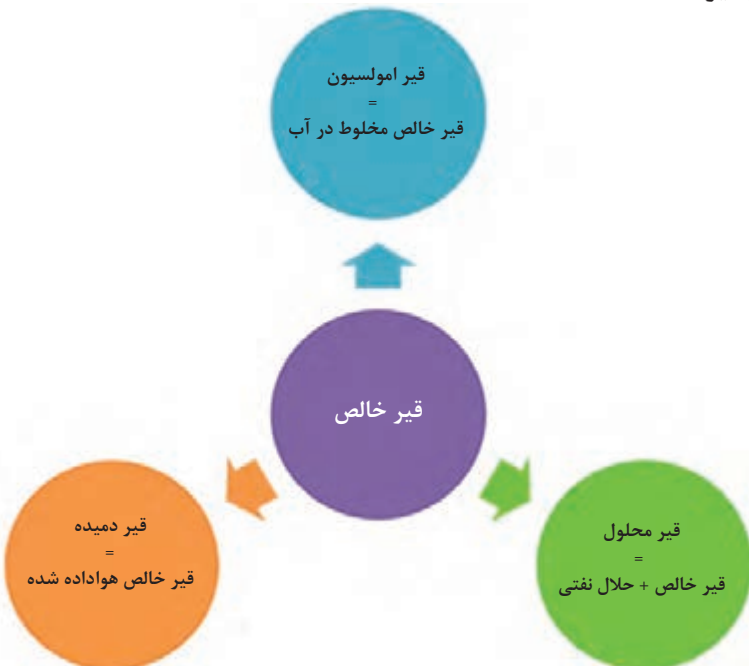 قیر امولسیون
=
قیر خالص مخلوط در آب
قیر خالص
قیر محلول
=
قیر خالص + حلال نفتی
قیر دمیده
=
قیر خالص هواداده شده